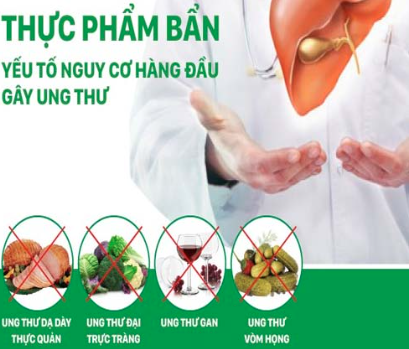 THỰC PHẨM BẨN
YẾU TỐ NGUY CƠ HÀNG ĐẦU
GÂY UNG THƯ
UNG THƯ DẠ DÀY
THỰC QUẢN
UNG THƯ ĐẠI
TRỰC TRÀNG
UNG THƯ GAN
UNG THƯ
VÒM HỌNG